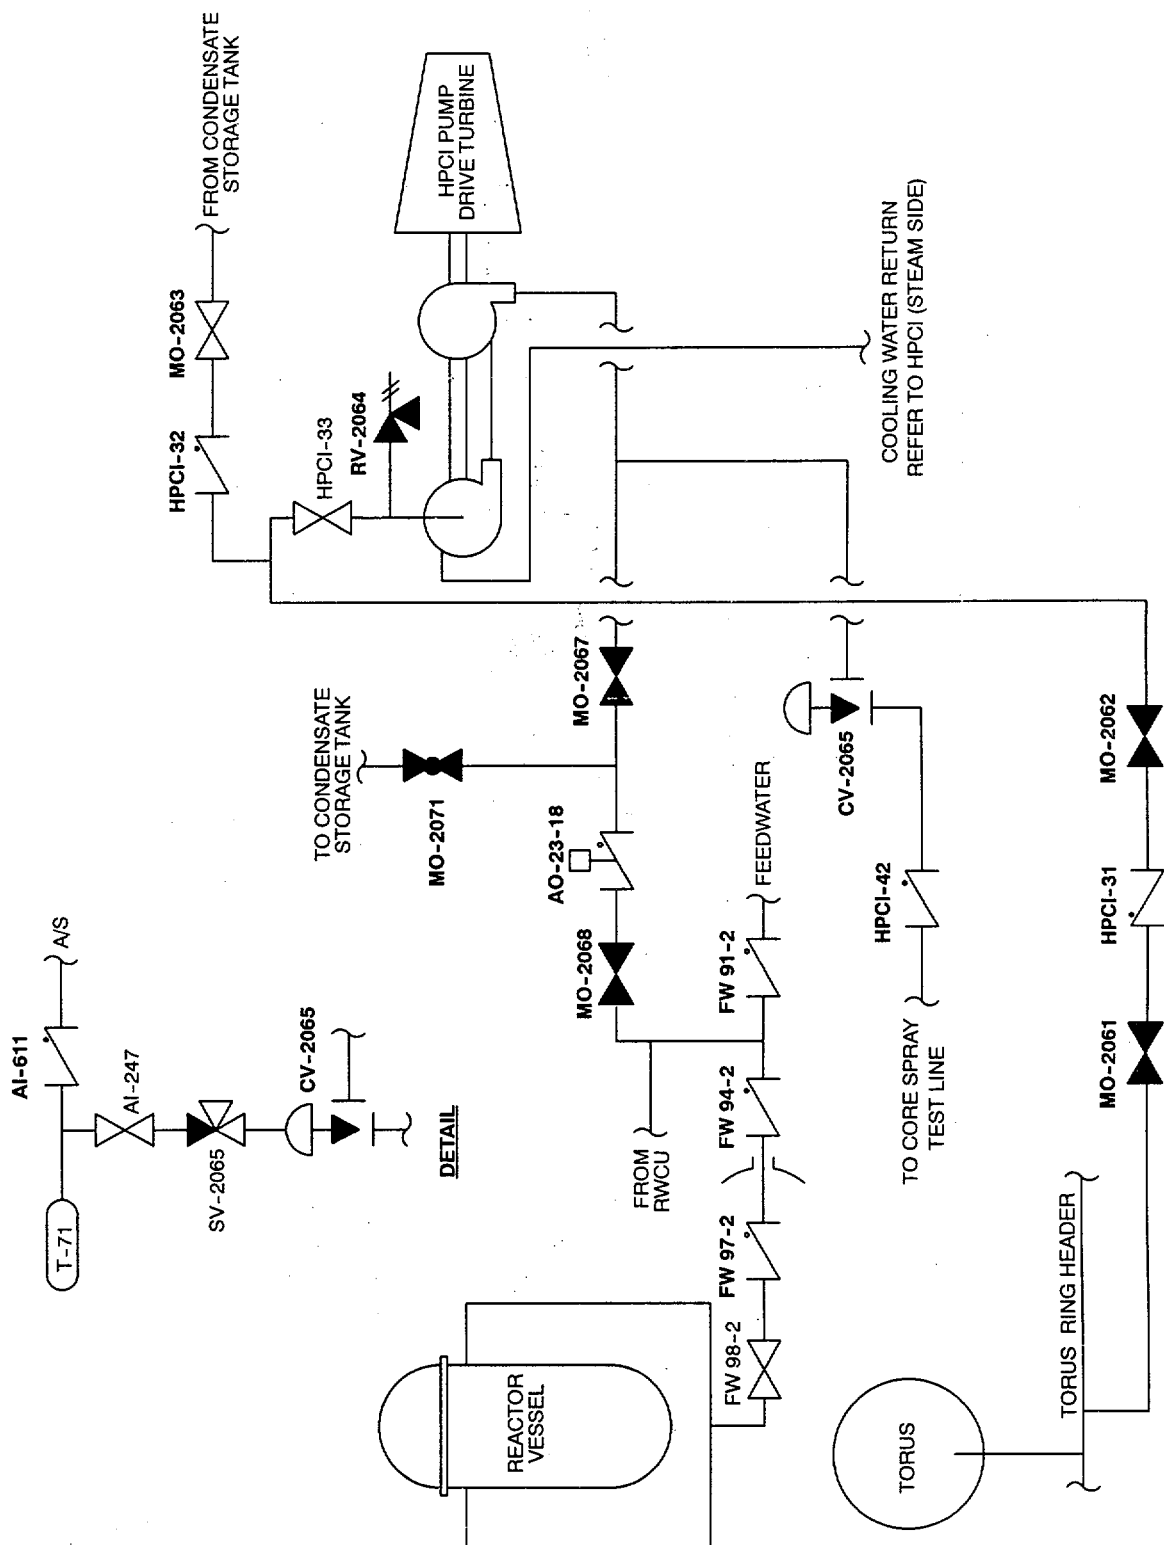 T-71
AI-611
A/S
AI-247
SV-2065
CV-2065
DETAIL
TO CONDENSATE
STORAGE TANK
MO-2071
HPCI-32
MO-2063
FROM CONDENSATE
STORAGE TANK
HPCI-33
RV-2064
HPCI PUMP
DRIVE TURBINE
REACTOR
VESSEL
FROM
RWCU
MO-2068
AO-23-18
MO-2067
FW 98-2
FW 97-2
FW 94-2
FW 91-2
FEEDWATER
CV-2065
COOLING WATER RETURN
REFER TO HPCI (STEAM SIDE)
TORUS
TO CORE SPRAY
TEST LINE
HPCI-42
TORUS RING HEADER
MO-2061
HPCI-31
MO-2062